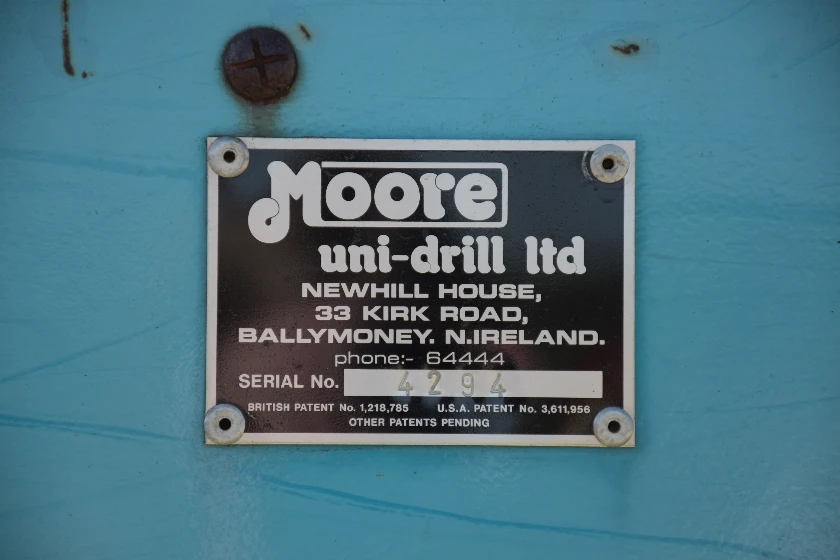 Moore
uni-drill ltd
NEWHILL HOUSE,
33 KIRK ROAD,
BALLYMONEY. N.IRELAND.
phone:- 64444
SERIAL No. 4294
BRITISH PATENT No. 1,218,785 U.S.A. PATENT No. 3,611,956
OTHER PATENTS PENDING